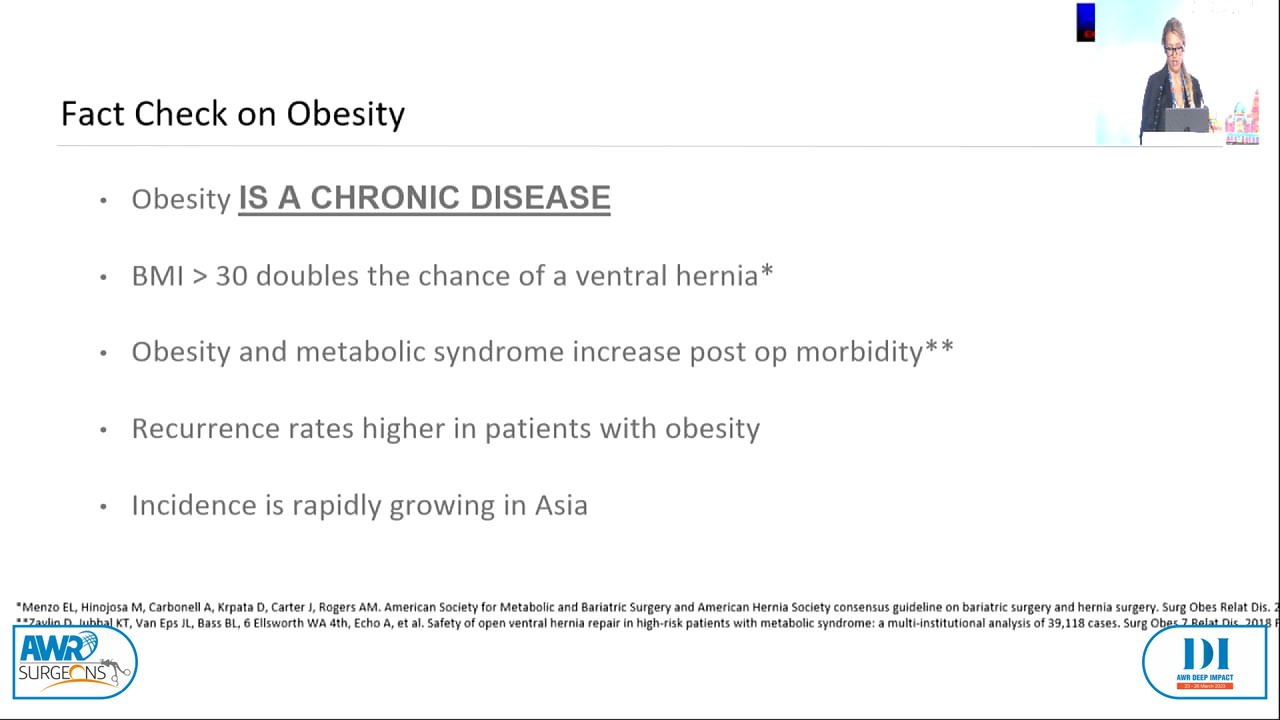 Fact Check on Obesity
• Obesity IS A CHRONIC DISEASE
• BMI > 30 doubles the chance of a ventral hernia*
• Obesity and metabolic syndrome increase post op morbidity**
• Recurrence rates higher in patients with obesity
• Incidence is rapidly growing in Asia
*Menzo EL, Hinojosa M, Carbonell A, Krpata D, Carter J, Rogers AM. American Society for Metabolic and Bariatric Surgery and American Hernia Society consensus guideline on bariatric surgery and hernia surgery. Surg Obes Relat Dis. 2
**Zavlin D, Jubbal KT, Van Eps JL, Bass BL, 6 Ellsworth WA 4th, Echo A, et al. Safety of open ventral hernia repair in high-risk patients with metabolic syndrome: a multi-institutional analysis of 39,118 cases. Surg Obes 7 Relat Dis. 2018 F
AWR
SURGEONS
DI
AWR DEEP IMPACT